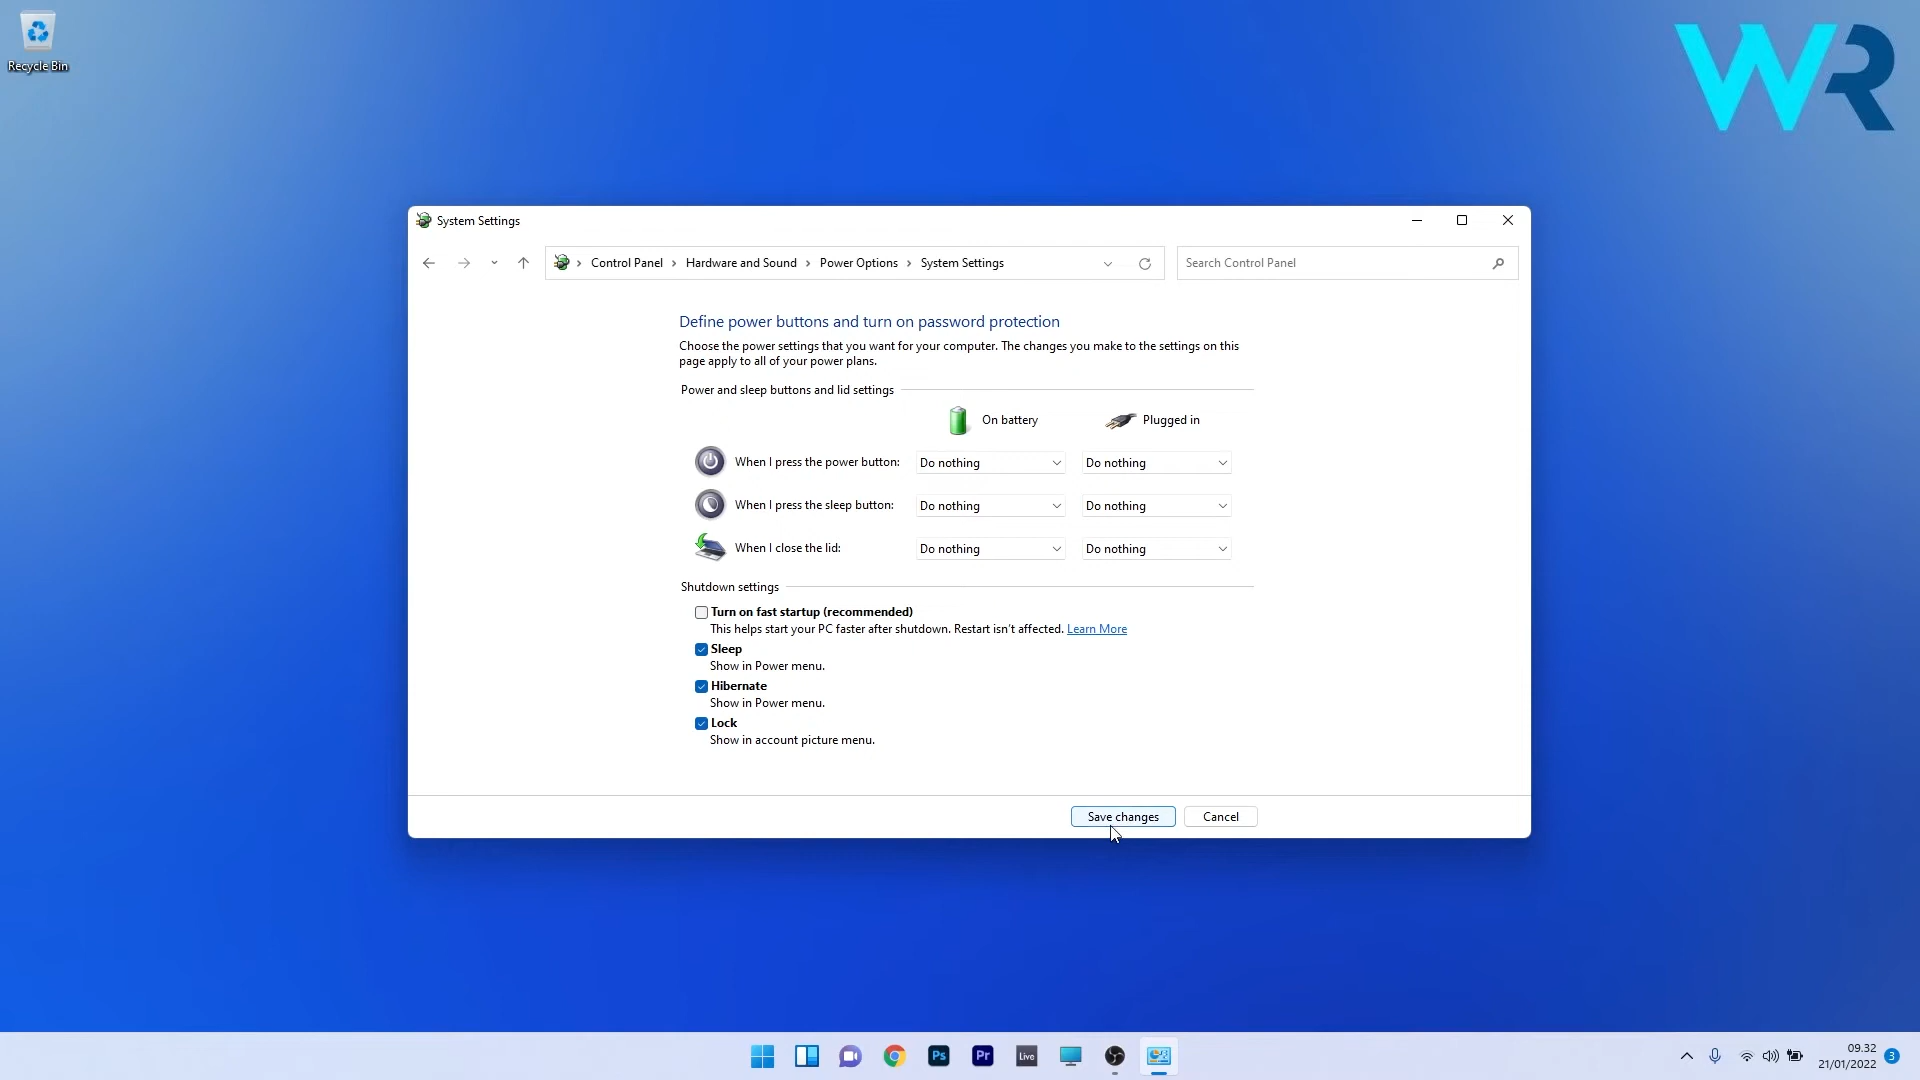 Recycle Bin
WR
System Settings
Control Panel > Hardware and Sound > Power Options > System Settings
Search Control Panel
Define power buttons and turn on password protection
Choose the power settings that you want for your computer. The changes you make to the settings on this
page apply to all of your power plans.
Power and sleep buttons and lid settings
On battery Plugged in
When I press the power button: Do nothing Do nothing
When I press the sleep button: Do nothing Do nothing
When I close the lid: Do nothing Do nothing
Shutdown settings
Turn on fast startup (recommended)
This helps start your PC faster after shutdown. Restart isn't affected. Learn More
Sleep
Show in Power menu.
Hibernate
Show in Power menu.
Lock
Show in account picture menu.
Save changes Cancel
Ps Pr Live
09.32
21/01/2022 3